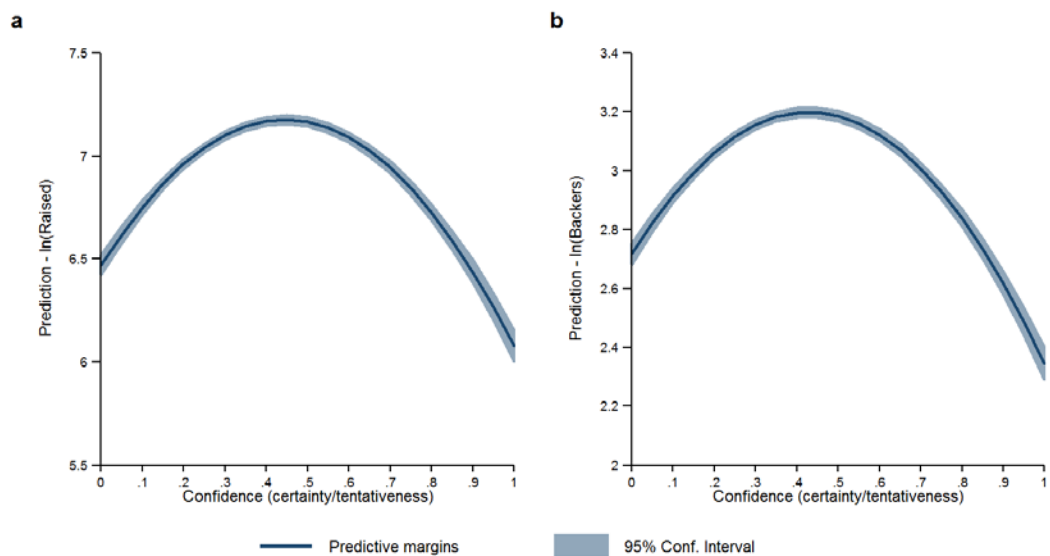 a
7.5
7
6.5
6
5.5
Prediction - ln(Raised)
0 .1 .2 .3 .4 .5 .6 .7 .8 .9 1
Confidence (certainty/tentativeness)
b
3.4
3.2
3
2.8
2.6
2.4
2.2
2
Prediction - ln(Backers)
0 .1 .2 .3 .4 .5 .6 .7 .8 .9 1
Confidence (certainty/tentativeness)
Predictive margins
95% Conf. Interval